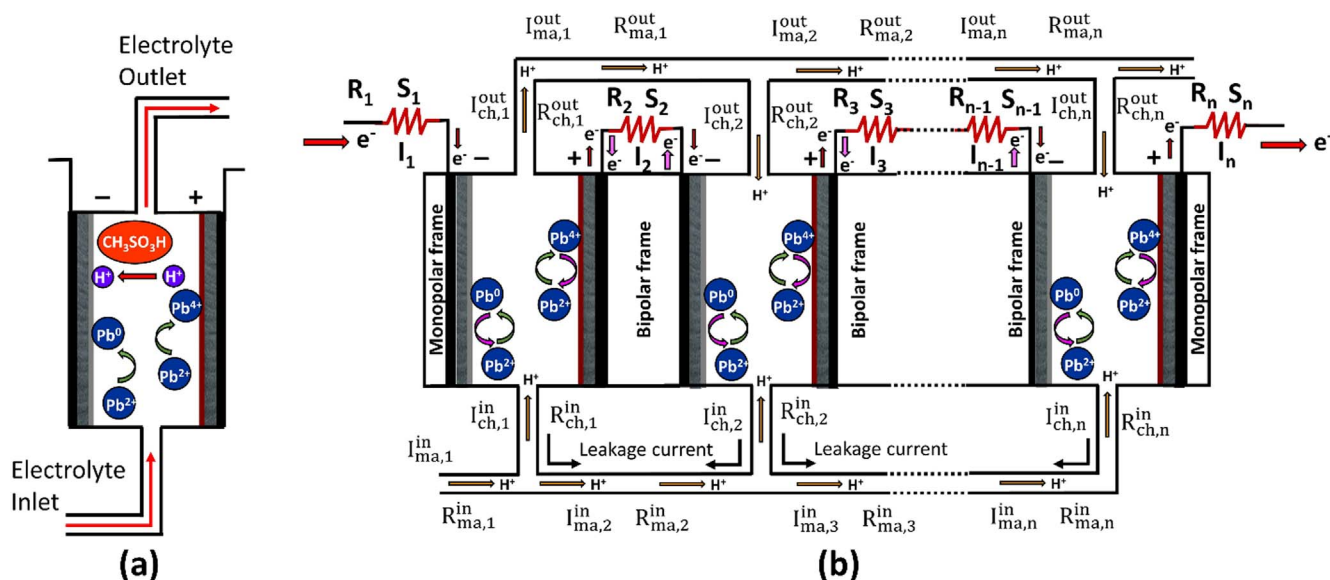 Electrolyte
Outlet
− +
CH₃SO₃H
H⁺ H⁺
Pb⁴⁺
Pb⁰
Pb²⁺
Pb²⁺
Electrolyte
Inlet
(a)
I^out_ma,1 R^out_ma,1 I^out_ma,2 R^out_ma,2 I^out_ma,n R^out_ma,n
H⁺ H⁺ H⁺ H⁺ H⁺
R₁ S₁ I^out_ch,1 R^out_ch,1 R₂ S₂ I^out_ch,2 R^out_ch,2 R₃ S₃ Rₙ₋₁ Sₙ₋₁ I^out_ch,n R^out_ch,n Rₙ Sₙ
e⁻ I₁ e⁻ − + e⁻ e⁻ I₂ e⁻ e⁻ − H⁺ + e⁻ e⁻ I₃ Iₙ₋₁ e⁻ e⁻ − H⁺ + e⁻ Iₙ e⁻
Monopolar frame
Pb⁴⁺
Pb²⁺
Pb⁰
Pb²⁺
Bipolar frame
Pb⁴⁺
Pb²⁺
Pb⁰
Pb²⁺
Bipolar frame
Bipolar frame
Pb⁴⁺
Pb²⁺
Pb⁰
Pb²⁺
Monopolar frame
H⁺ H⁺ H⁺
I^in_ch,1 R^in_ch,1 I^in_ch,2 R^in_ch,2 I^in_ch,n R^in_ch,n
I^in_ma,1 Leakage current Leakage current
H⁺ H⁺ H⁺ H⁺ H⁺
R^in_ma,1 I^in_ma,2 R^in_ma,2 I^in_ma,3 R^in_ma,3 I^in_ma,n R^in_ma,n
(b)